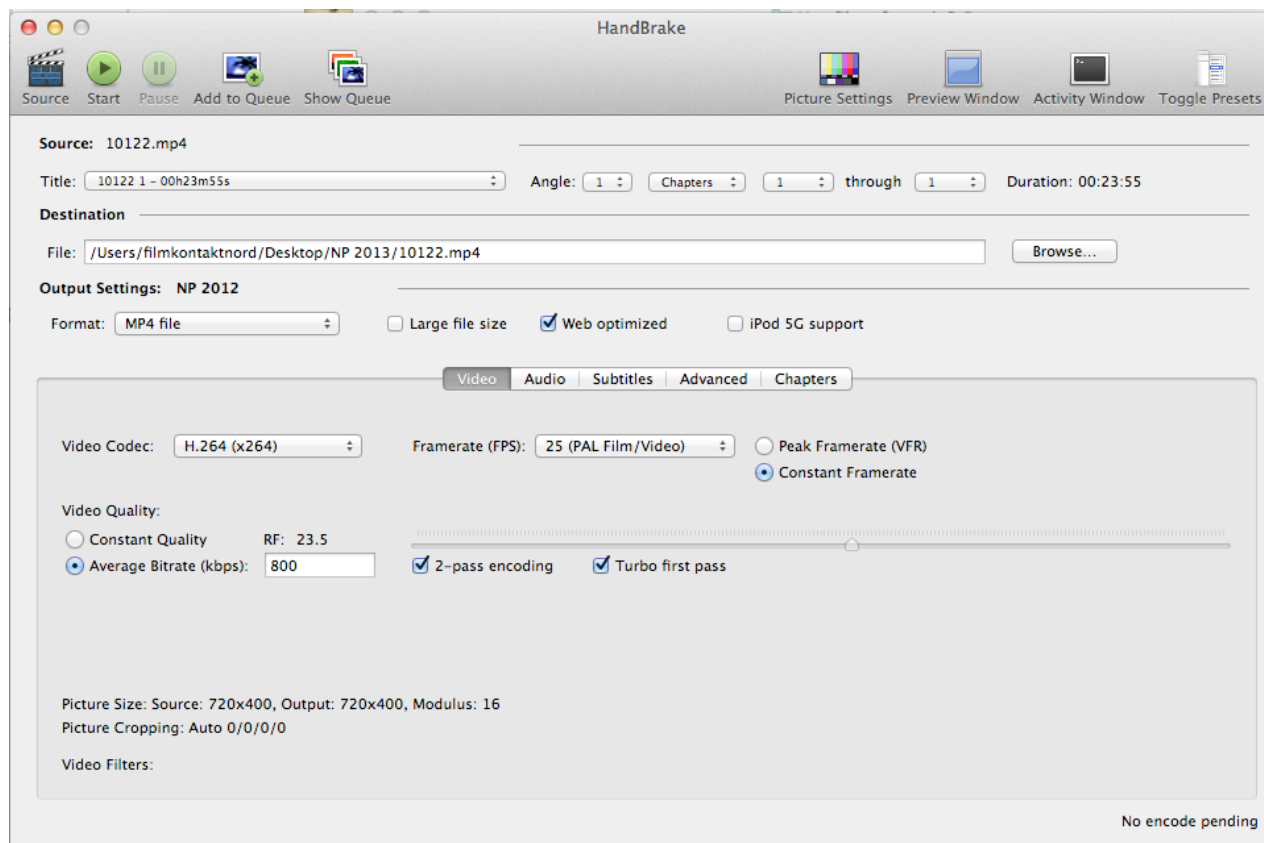 HandBrake
Source Start Pause Add to Queue Show Queue Picture Settings Preview Window Activity Window Toggle Presets
Source: 10122.mp4
Title: 10122 1 - 00h23m55s Angle: 1 Chapters 1 through 1 Duration: 00:23:55
Destination
File: /Users/filmkontaktnord/Desktop/NP 2013/10122.mp4 Browse...
Output Settings: NP 2012
Format: MP4 file Large file size Web optimized iPod 5G support
Video Audio Subtitles Advanced Chapters
Video Codec: H.264 (x264) Framerate (FPS): 25 (PAL Film/Video) Peak Framerate (VFR)
Constant Framerate
Video Quality:
Constant Quality RF: 23.5
Average Bitrate (kbps): 800 2-pass encoding Turbo first pass
Picture Size: Source: 720x400, Output: 720x400, Modulus: 16
Picture Cropping: Auto 0/0/0/0
Video Filters:
No encode pending